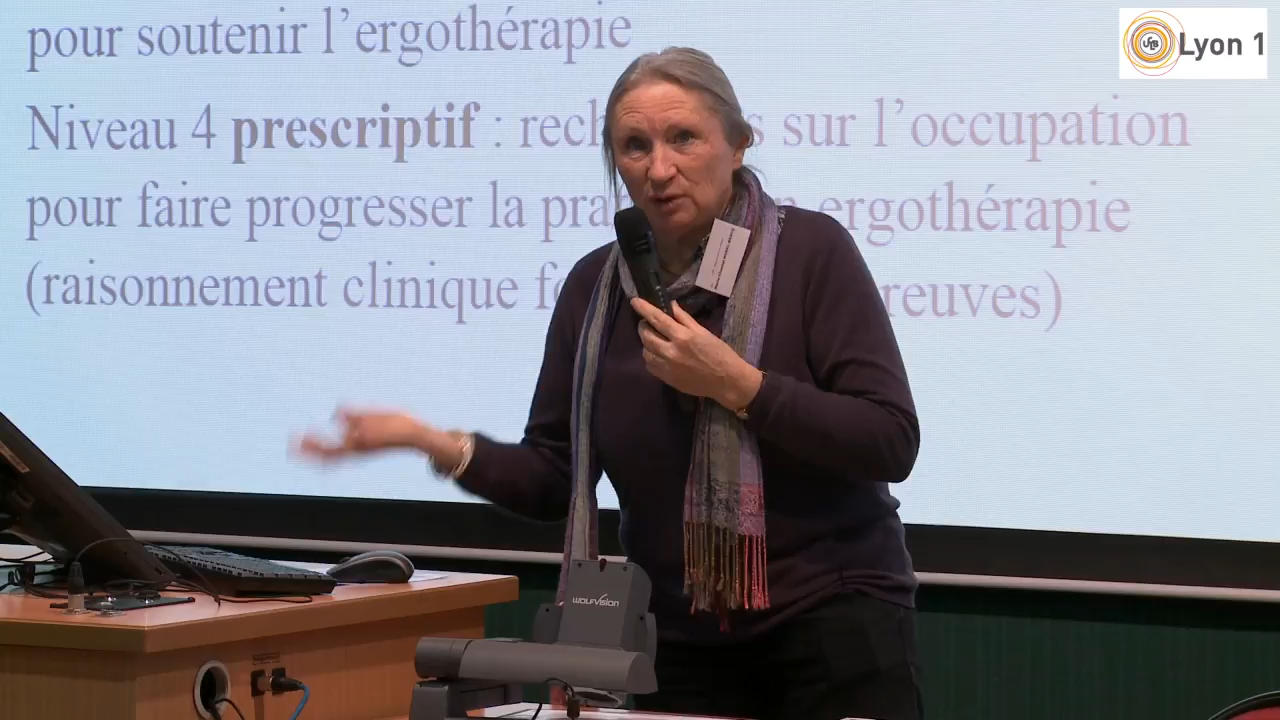 pour soutenir l'ergothérapie
Niveau 4 prescriptif : rech s sur l'occupation
pour faire progresser la pra n ergothérapie
(raisonnement clinique f reuves)
Lyon 1
WOLFVISION